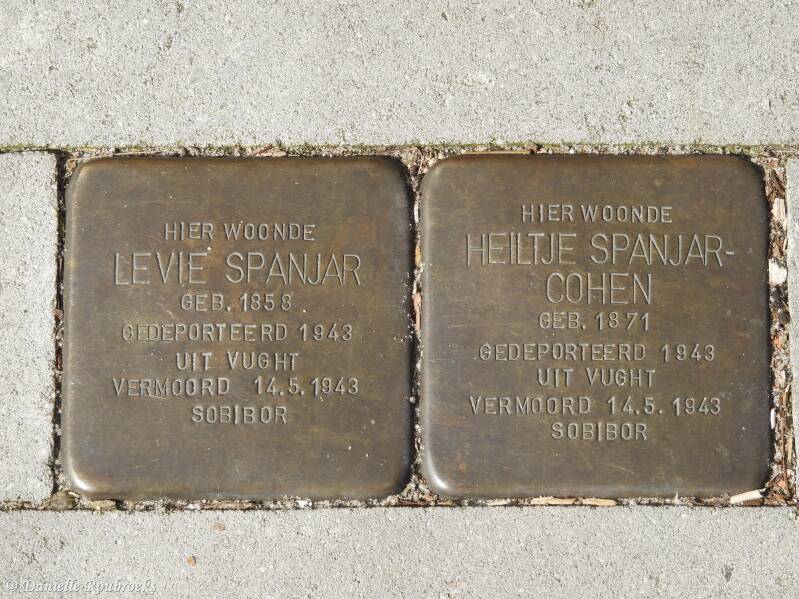 HIER WOONDE
LEVIE SPANJAR
GEB. 1858
GEDEPORTEERD 1943
UIT VUGHT
VERMOORD 14.5.1943
SOBIBOR
HIER WOONDE
HEILTJE SPANJAR-
COHEN
GEB. 1871
GEDEPORTEERD 1943
UIT VUGHT
VERMOORD 14.5.1943
SOBIBOR
© Danielle Roubroeks